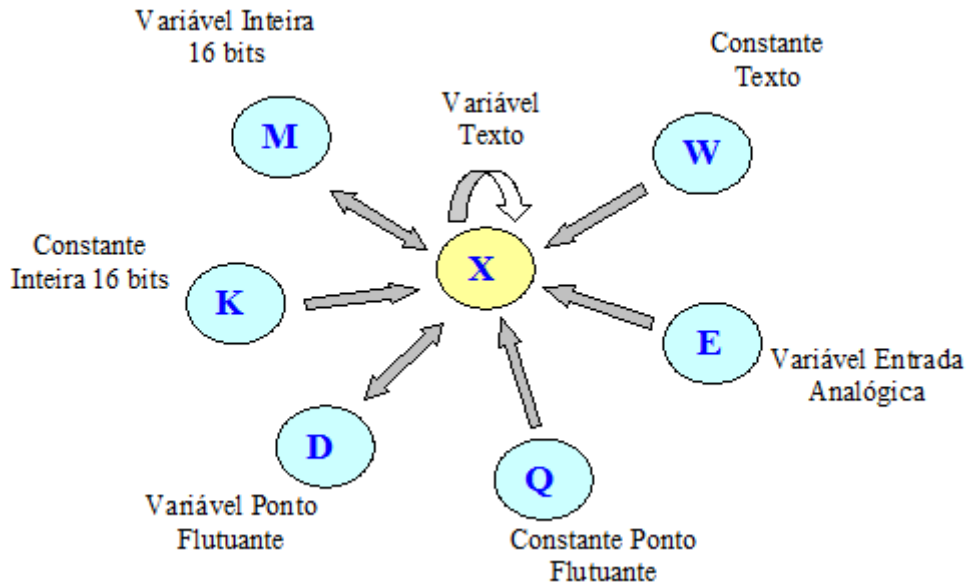 Variável Inteira
16 bits
M
Constante
Texto
W
Variável
Texto
X
Constante
Inteira 16 bits
K
E
Variável Entrada
Analógica
D
Variável Ponto
Flutuante
Q
Constante Ponto
Flutuante